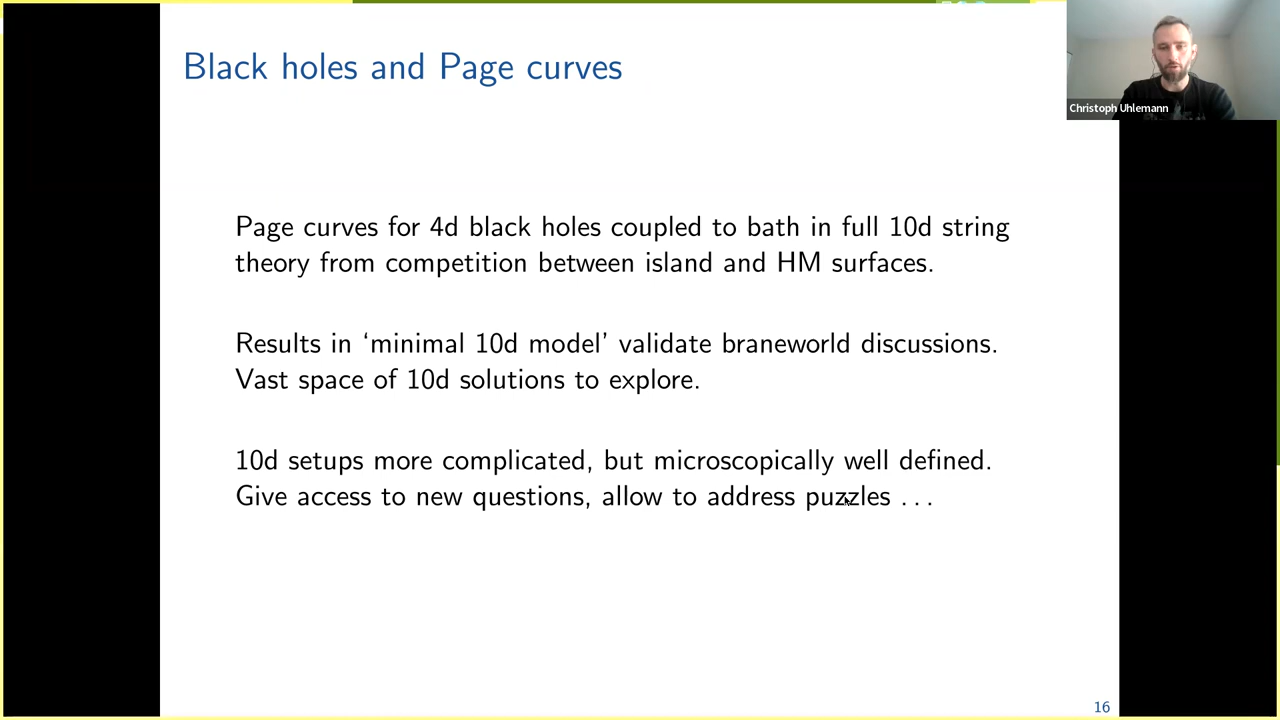 Black holes and Page curves
Christoph Uhlemann
Page curves for 4d black holes coupled to bath in full 10d string
theory from competition between island and HM surfaces.
Results in ‘minimal 10d model’ validate braneworld discussions.
Vast space of 10d solutions to explore.
10d setups more complicated, but microscopically well defined.
Give access to new questions, allow to address puzzles . . .
16